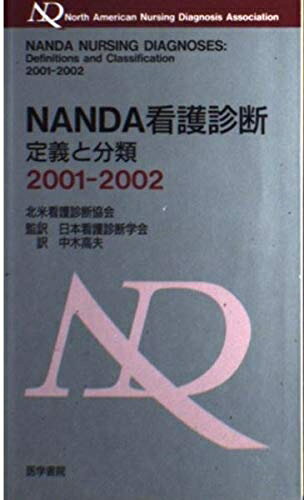 ND North American Nursing Diagnosis Association
NANDA NURSING DIAGNOSES:
Definitions and Classification
2001-2002
NANDA看護診断
定義と分類
2001-2002
北米看護診断協会
監訳 日本看護診断学会
訳 中木高夫
ND
医学書院